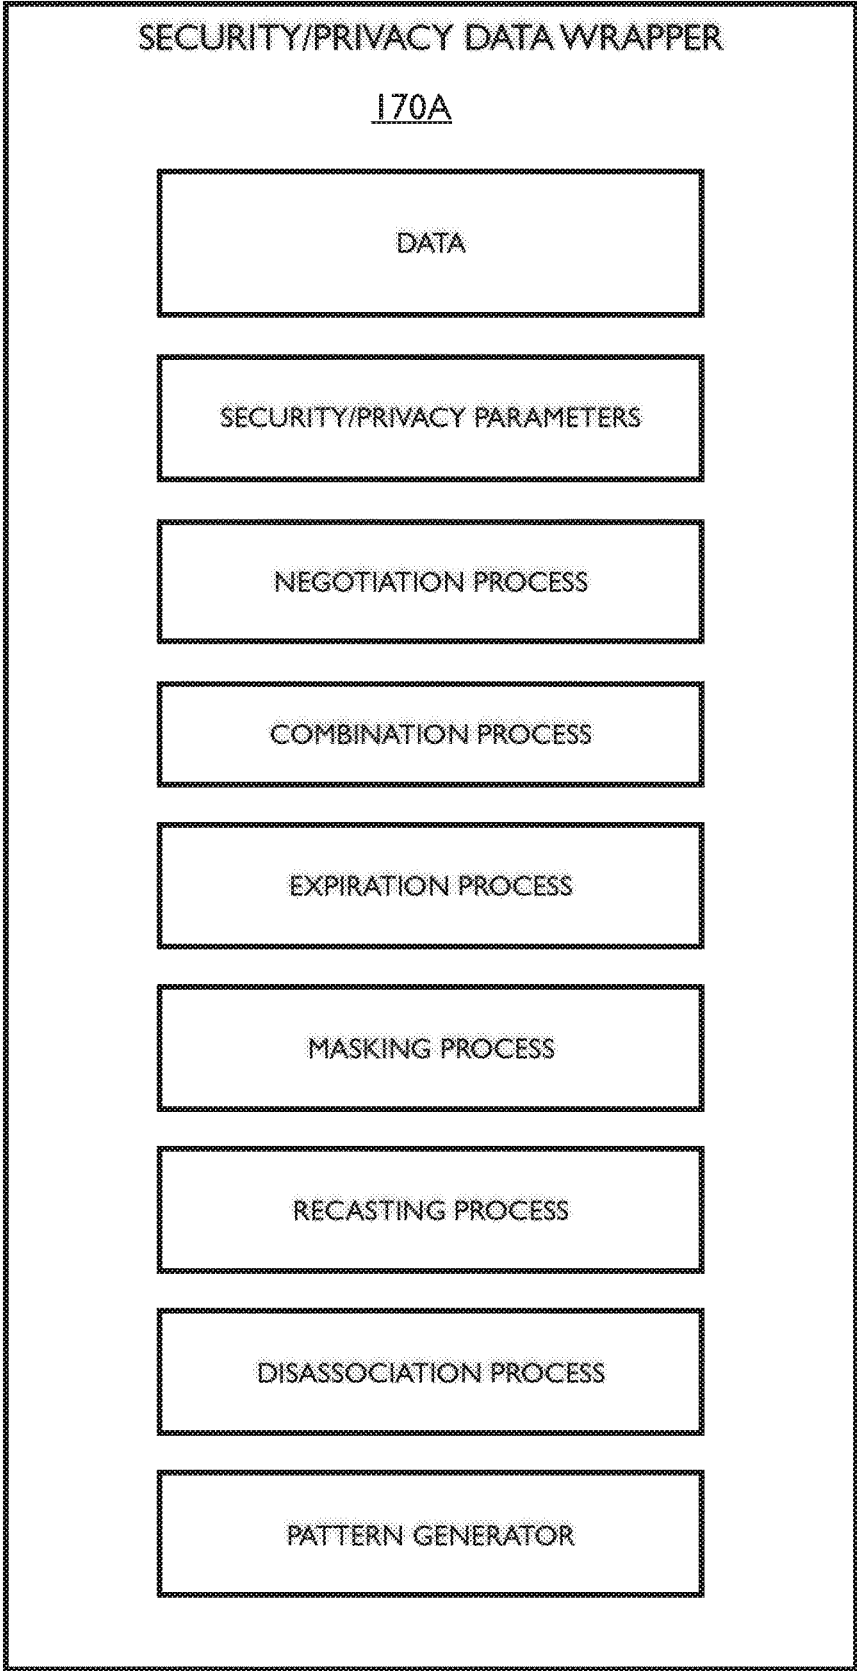 SECURITY/PRIVACY DATA WRAPPER
170A
DATA
SECURITY/PRIVACY PARAMETERS
NEGOTIATION PROCESS
COMBINATION PROCESS
EXPIRATION PROCESS
MASKING PROCESS
RECASTING PROCESS
DISASSOCIATION PROCESS
PATTERN GENERATOR